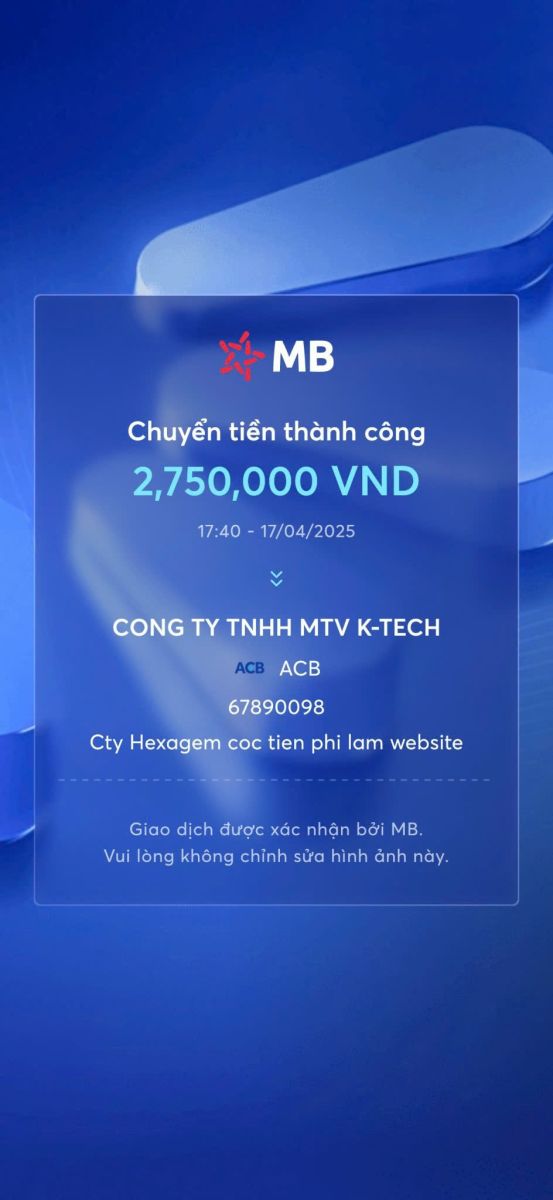 MB
Chuyển tiền thành công
2,750,000 VND
17:40 - 17/04/2025
CONG TY TNHH MTV K-TECH
ACB ACB
67890098
Cty Hexagem coc tien phi lam website
Giao dịch được xác nhận bởi MB.
Vui lòng không chỉnh sửa hình ảnh này.